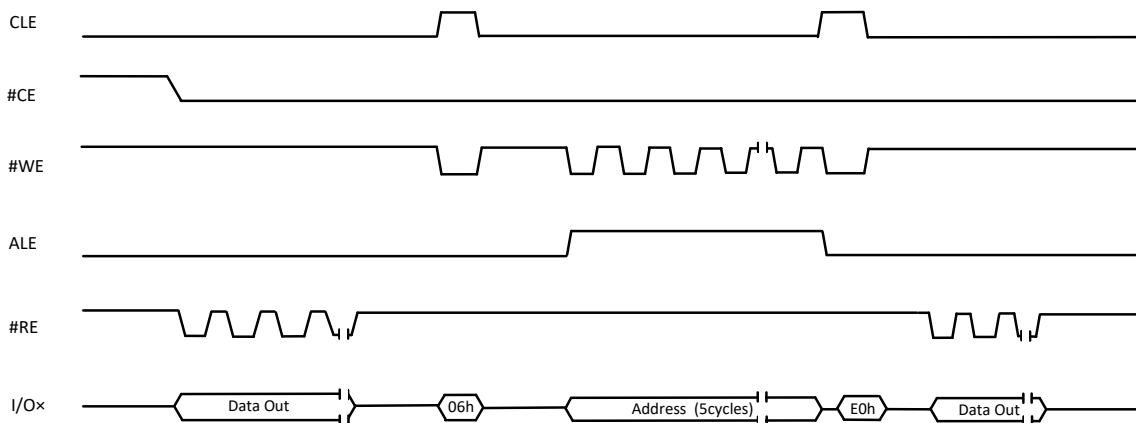 CLE
#CE
#WE
ALE
#RE
I/O×
Data Out
06h
Address (5cycles)
E0h
Data Out